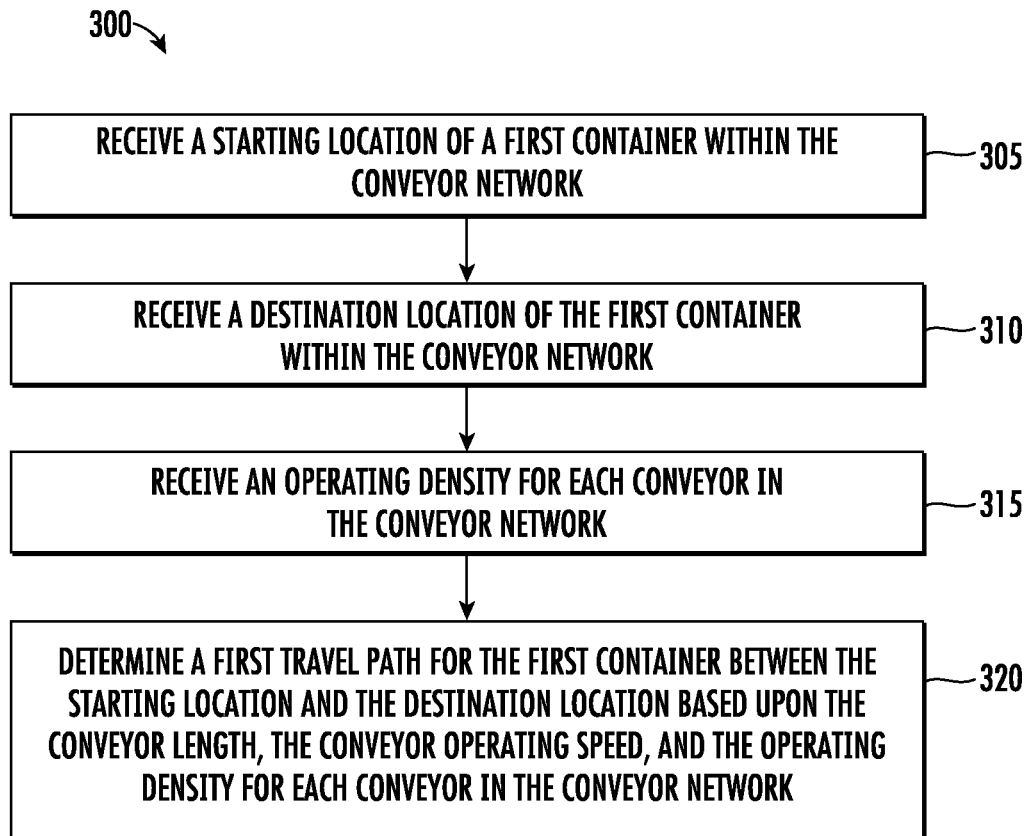 300
RECEIVE A STARTING LOCATION OF A FIRST CONTAINER WITHIN THE
CONVEYOR NETWORK
305
RECEIVE A DESTINATION LOCATION OF THE FIRST CONTAINER
WITHIN THE CONVEYOR NETWORK
310
RECEIVE AN OPERATING DENSITY FOR EACH CONVEYOR IN
THE CONVEYOR NETWORK
315
DETERMINE A FIRST TRAVEL PATH FOR THE FIRST CONTAINER BETWEEN THE
STARTING LOCATION AND THE DESTINATION LOCATION BASED UPON THE
CONVEYOR LENGTH, THE CONVEYOR OPERATING SPEED, AND THE OPERATING
DENSITY FOR EACH CONVEYOR IN THE CONVEYOR NETWORK
320